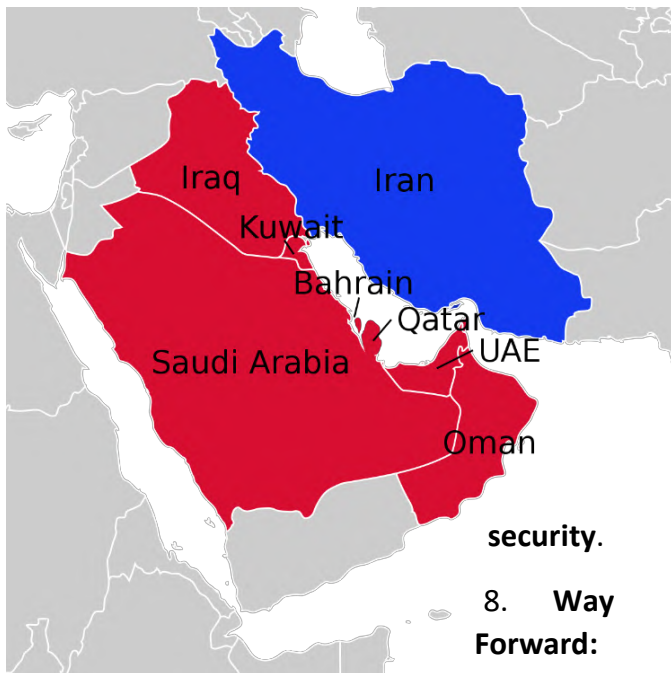 Iraq
Iran
Kuwait
Bahrain
Qatar
Saudi Arabia
UAE
Oman
security.
8. Way
Forward: